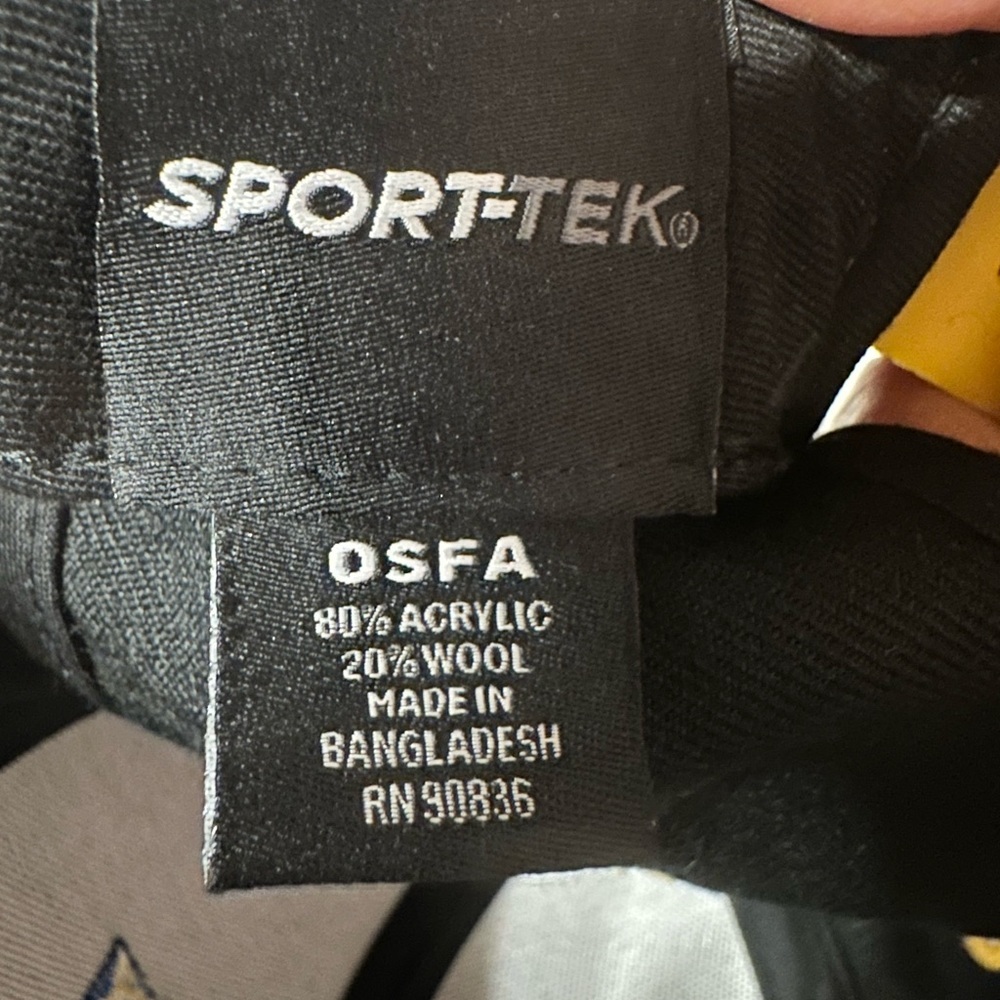 SPORT-TEK®
OSFA
80% ACRYLIC
20% WOOL
MADE IN
BANGLADESH
RN 90836